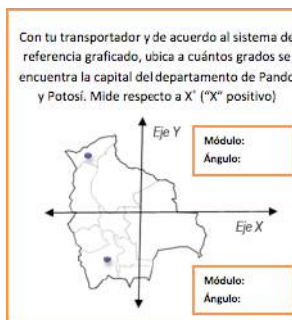 Con tu transportador y de acuerdo al sistema de
referencia graficado, ubica a cuántos grados se
encuentra la capital del departamento de Pando
y Potosí. Mide respecto a X⁺ ("X" positivo)
Eje Y
Módulo:
Ángulo:
Eje X
Módulo:
Ángulo: